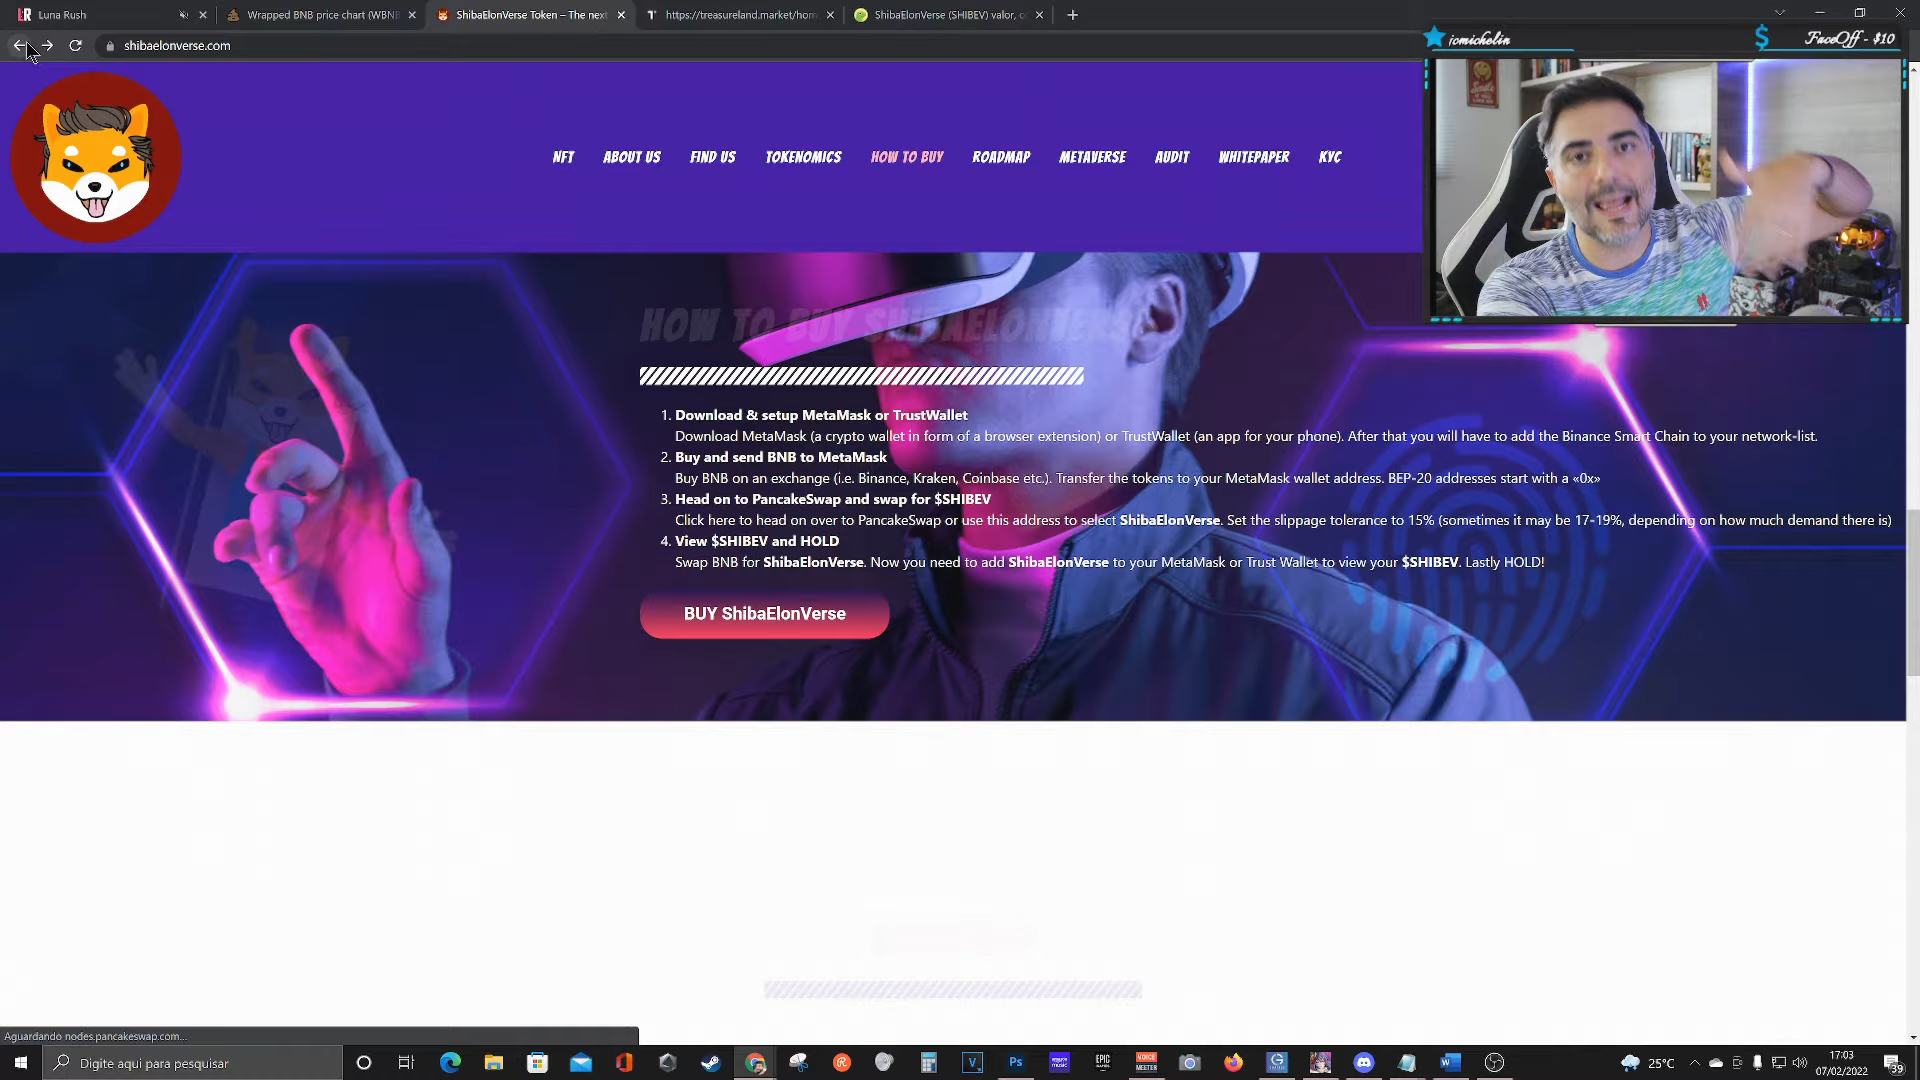 Luna Rush
Wrapped BNB price chart (WBNB
ShibaElonVerse Token – The next
https://treasureland.market/hom
ShibaElonVerse (SHIBEV) valor, c
shibaelonverse.com
iomichelin
FaceOff - $10
NFT
ABOUT US
FIND US
TOKENOMICS
HOW TO BUY
ROADMAP
METAVERSE
AUDIT
WHITEPAPER
KYC
HOW TO BUY SHIBAELONVERSE
1. Download & setup MetaMask or TrustWallet
Download MetaMask (a crypto wallet in form of a browser extension) or TrustWallet (an app for your phone). After that you will have to add the Binance Smart Chain to your network-list.
2. Buy and send BNB to MetaMask
Buy BNB on an exchange (i.e. Binance, Kraken, Coinbase etc.). Transfer the tokens to your MetaMask wallet address. BEP-20 addresses start with a «0x»
3. Head on to PancakeSwap and swap for $SHIBEV
Click here to head on over to PancakeSwap or use this address to select ShibaElonVerse. Set the slippage tolerance to 15% (sometimes it may be 17-19%, depending on how much demand there is)
4. View $SHIBEV and HOLD
Swap BNB for ShibaElonVerse. Now you need to add ShibaElonVerse to your MetaMask or Trust Wallet to view your $SHIBEV. Lastly HOLD!
BUY ShibaElonVerse
Aguardando nodes.pancakeswap.com...
Digite aqui para pesquisar
25°C
17:03
07/02/2022
39